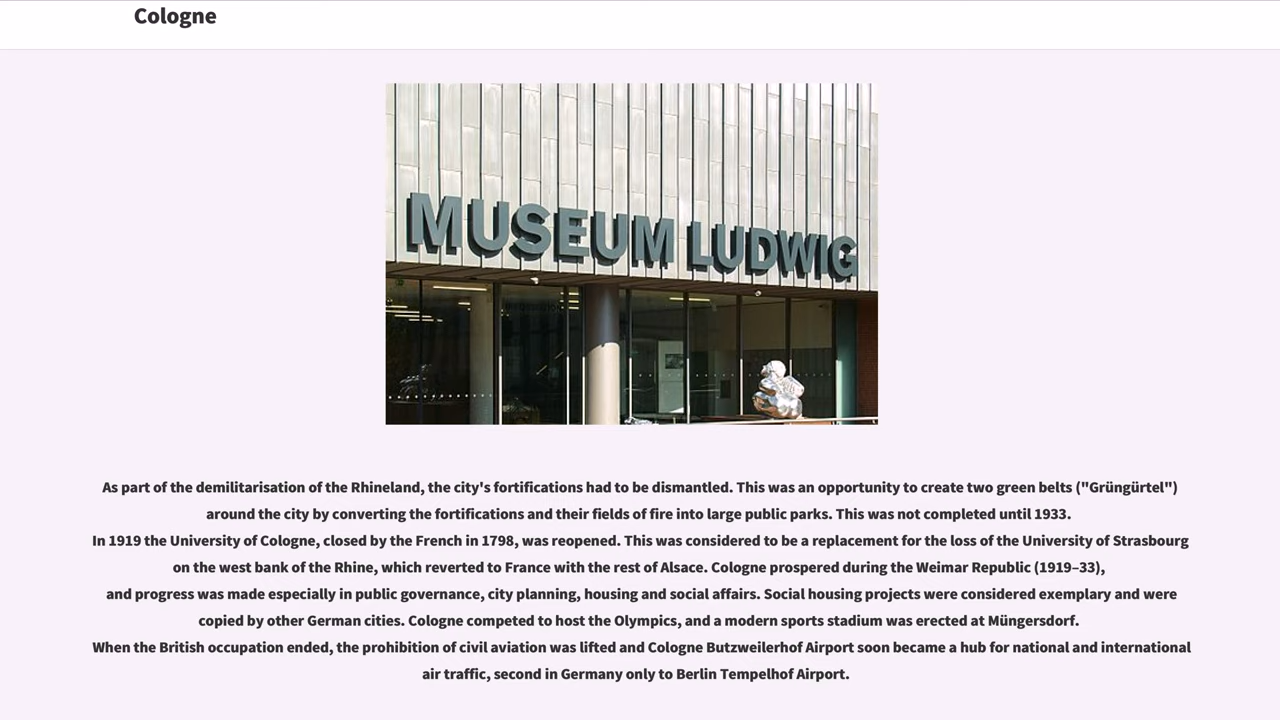 Cologne
MUSEUM LUDWIG
As part of the demilitarisation of the Rhineland, the city's fortifications had to be dismantled. This was an opportunity to create two green belts ("Grüngürtel")
around the city by converting the fortifications and their fields of fire into large public parks. This was not completed until 1933.
In 1919 the University of Cologne, closed by the French in 1798, was reopened. This was considered to be a replacement for the loss of the University of Strasbourg
on the west bank of the Rhine, which reverted to France with the rest of Alsace. Cologne prospered during the Weimar Republic (1919–33),
and progress was made especially in public governance, city planning, housing and social affairs. Social housing projects were considered exemplary and were
copied by other German cities. Cologne competed to host the Olympics, and a modern sports stadium was erected at Müngersdorf.
When the British occupation ended, the prohibition of civil aviation was lifted and Cologne Butzweilerhof Airport soon became a hub for national and international
air traffic, second in Germany only to Berlin Tempelhof Airport.